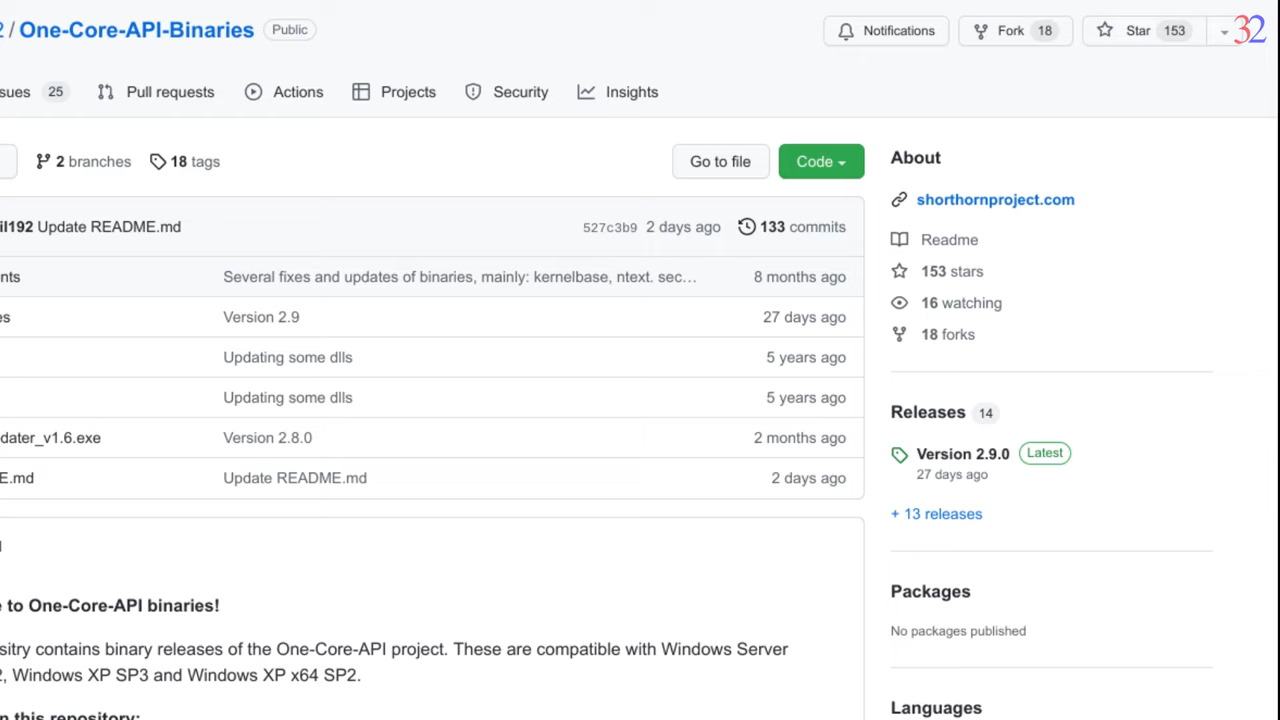 2 / One-Core-API-Binaries Public Notifications Fork 18 Star 153 32
sues 25 Pull requests Actions Projects Security Insights
2 branches 18 tags Go to file Code
il192 Update README.md 527c3b9 2 days ago 133 commits
nts Several fixes and updates of binaries, mainly: kernelbase, ntext. sec… 8 months ago
es Version 2.9 27 days ago
Updating some dlls 5 years ago
Updating some dlls 5 years ago
dater_v1.6.exe Version 2.8.0 2 months ago
E.md Update README.md 2 days ago
e to One-Core-API binaries!
sitry contains binary releases of the One-Core-API project. These are compatible with Windows Server
2, Windows XP SP3 and Windows XP x64 SP2.
n this repository:
About
shorthornproject.com
Readme
153 stars
16 watching
18 forks
Releases 14
Version 2.9.0 Latest
27 days ago
+ 13 releases
Packages
No packages published
Languages